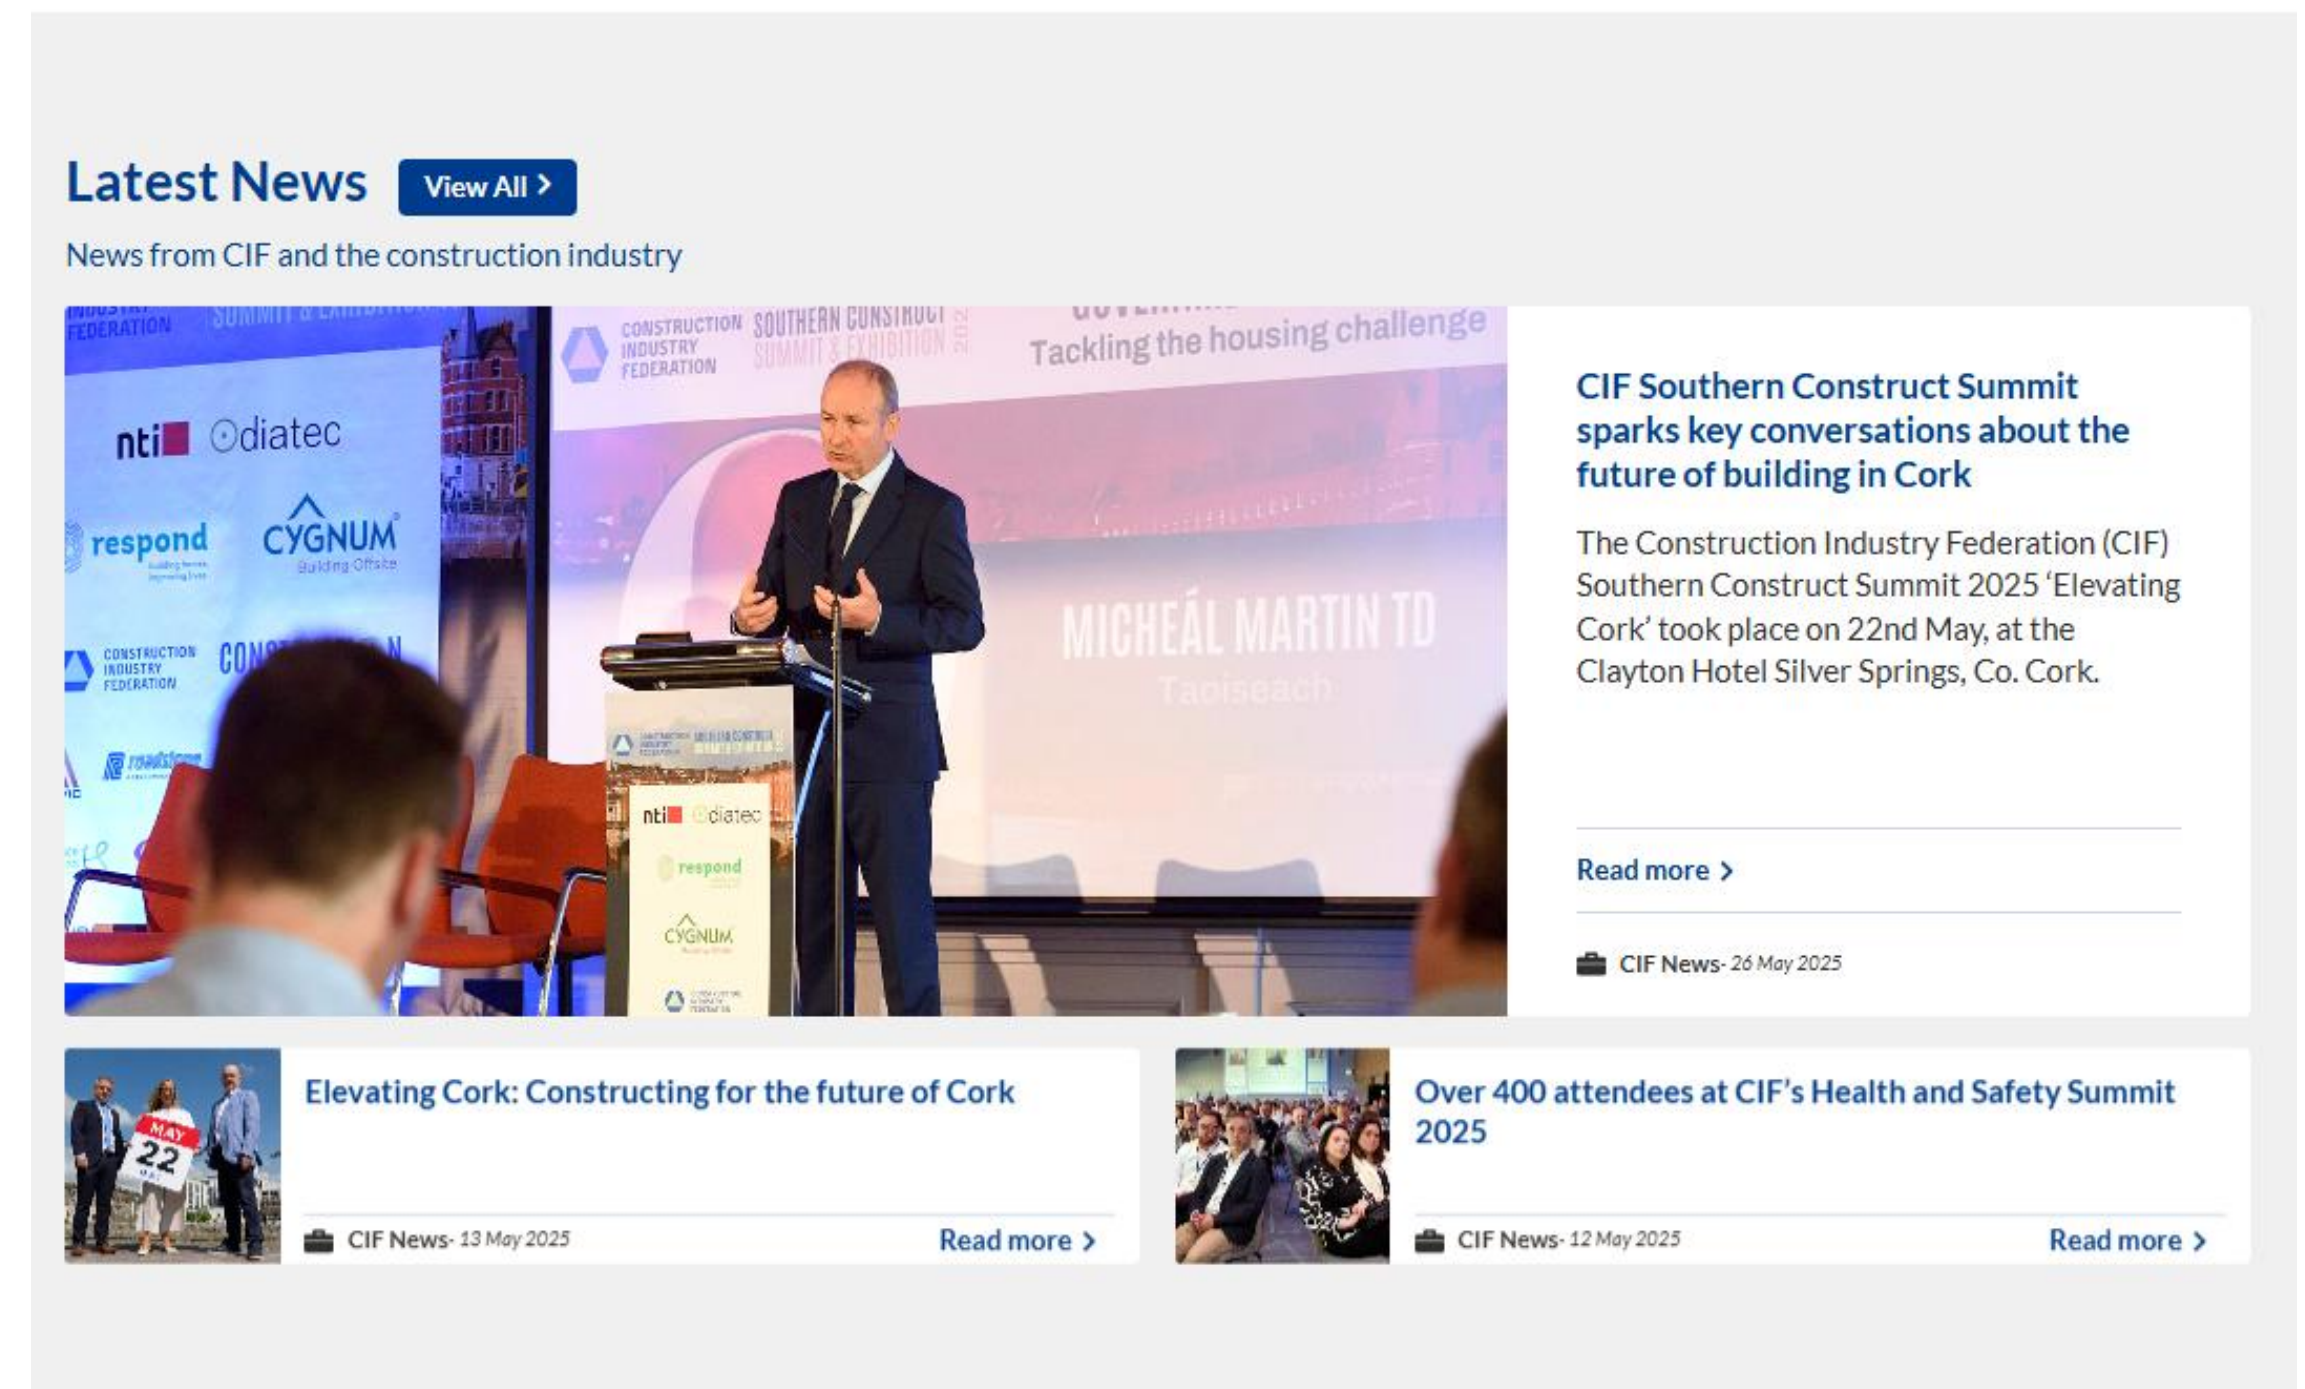 Latest News
View All
News from CIF and the construction industry
FEDERATION
SUMMIT &
nti
diatec
respond
CYGNUM
Building Offsite
CONSTRUCTION
INDUSTRY
FEDERATION
CONSTRUCTION
INDUSTRY
FEDERATION
SOUTHERN CONSTRUCT
SUMMIT & EXHIBITION
Tackling the housing challenge
MICHEÁL MARTIN TD
Taoiseach
nti
diatec
respond
CYGNUM
CIF Southern Construct Summit
sparks key conversations about the
future of building in Cork
The Construction Industry Federation (CIF)
Southern Construct Summit 2025 ‘Elevating
Cork’ took place on 22nd May, at the
Clayton Hotel Silver Springs, Co. Cork.
Read more
CIF News- 26 May 2025
MAY
22
Elevating Cork: Constructing for the future of Cork
CIF News- 13 May 2025
Read more
Over 400 attendees at CIF’s Health and Safety Summit
2025
CIF News- 12 May 2025
Read more